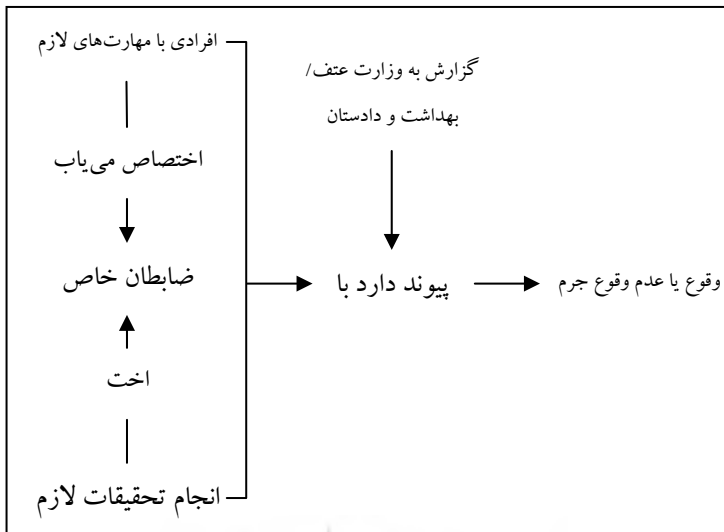 افرادی با مهارت‌های لازم
گزارش به وزارت عتف/
بهداشت و دادستان
اختصاص می‌یاب
ضابطان خاص
پیوند دارد با
وقوع یا عدم وقوع جرم
اخت
انجام تحقیقات لازم